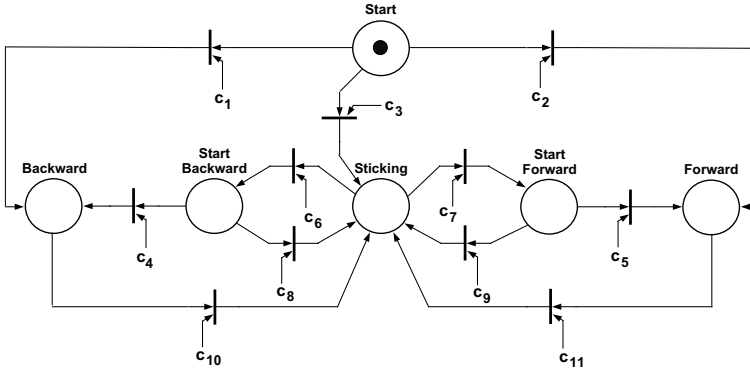 Start
c1
c2
c3
Backward
Start
Backward
Sticking
Start
Forward
Forward
c6
c7
c4
c8
c9
c5
c10
c11